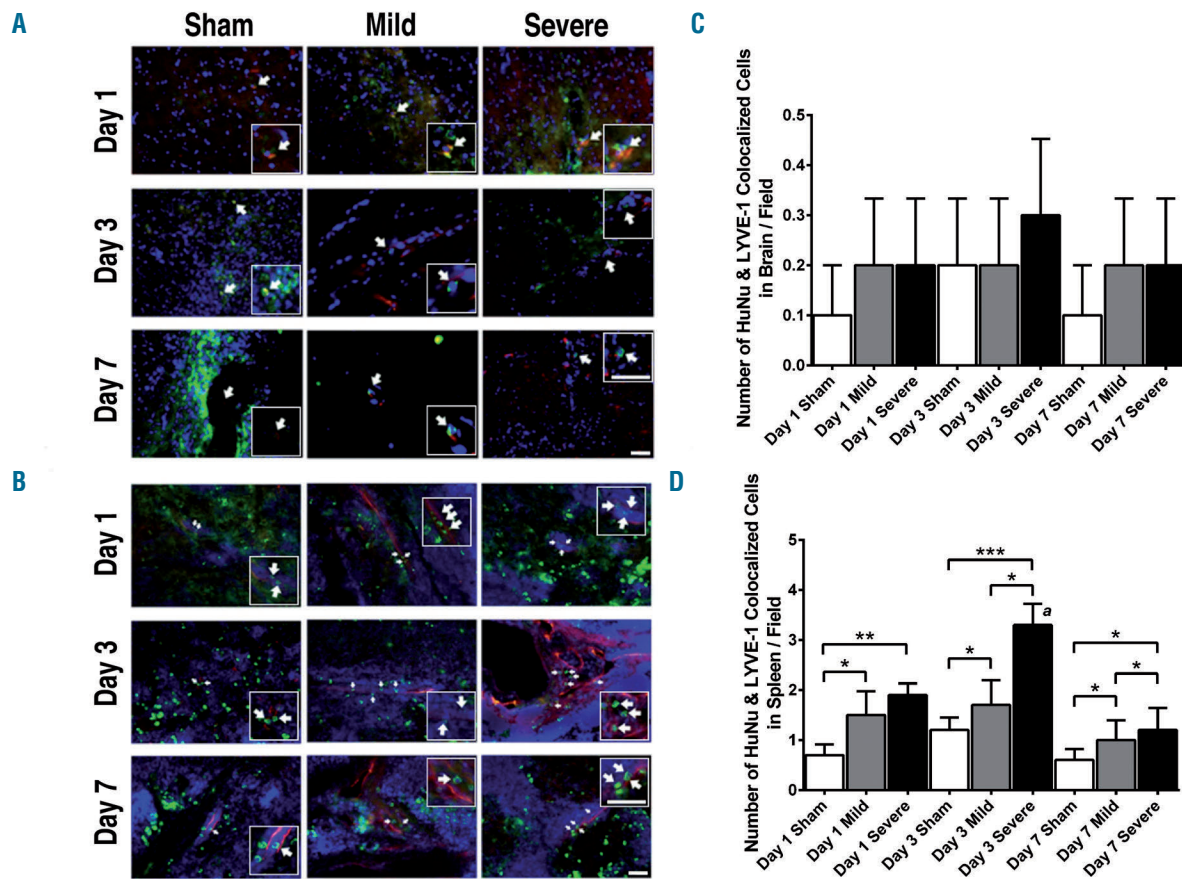 A
Sham Mild Severe
Day 1
Day 3
Day 7
B
Day 1
Day 3
Day 7
C
Number of HuNu & LYVE-1 Colocalized Cells
in Brain / Field
0.5
0.4
0.3
0.2
0.1
0.0
Day 1 Sham
Day 1 Mild
Day 1 Severe
Day 3 Sham
Day 3 Mild
Day 3 Severe
Day 7 Sham
Day 7 Mild
Day 7 Severe
D
Number of HuNu & LYVE-1 Colocalized Cells
in Spleen / Field
5
4
3
2
1
0
***
*
a
**
*
*
*
*
*
Day 1 Sham
Day 1 Mild
Day 1 Severe
Day 3 Sham
Day 3 Mild
Day 3 Severe
Day 7 Sham
Day 7 Mild
Day 7 Severe